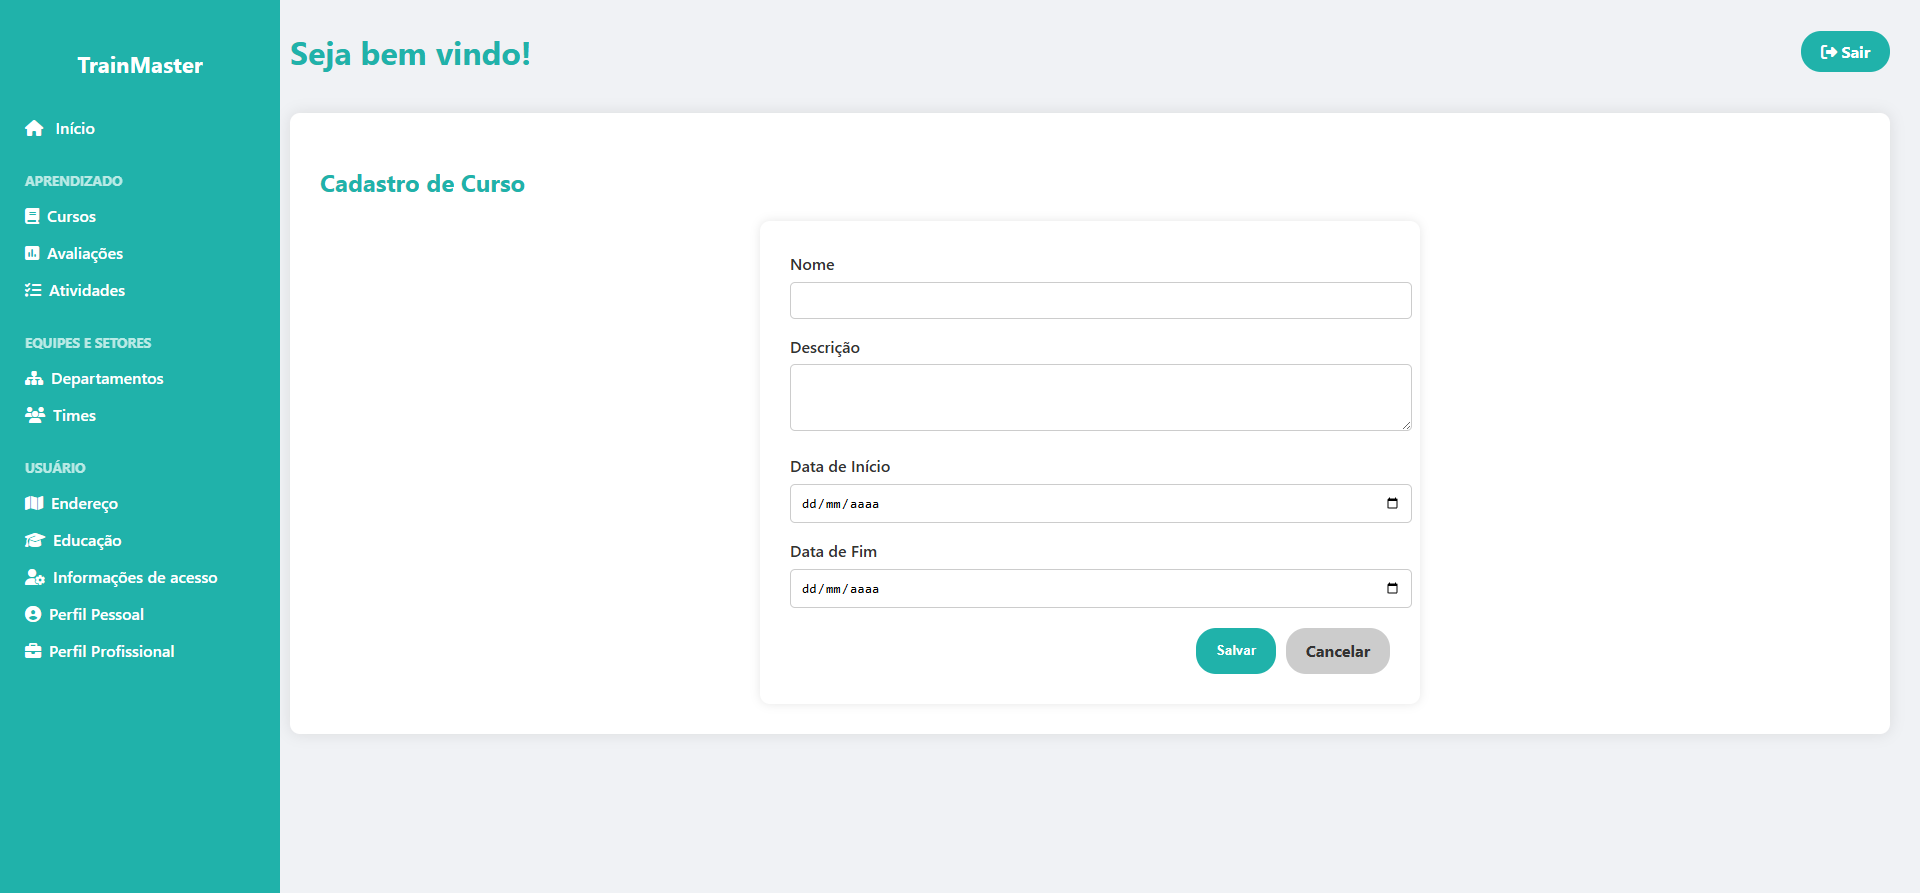 TrainMaster
Início
APRENDIZADO
Cursos
Avaliações
Atividades
EQUIPES E SETORES
Departamentos
Times
USUÁRIO
Endereço
Educação
Informações de acesso
Perfil Pessoal
Perfil Profissional
Seja bem vindo!
Sair
Cadastro de Curso
Nome
Descrição
Data de Início
dd/mm/aaaa
Data de Fim
dd/mm/aaaa
Salvar
Cancelar